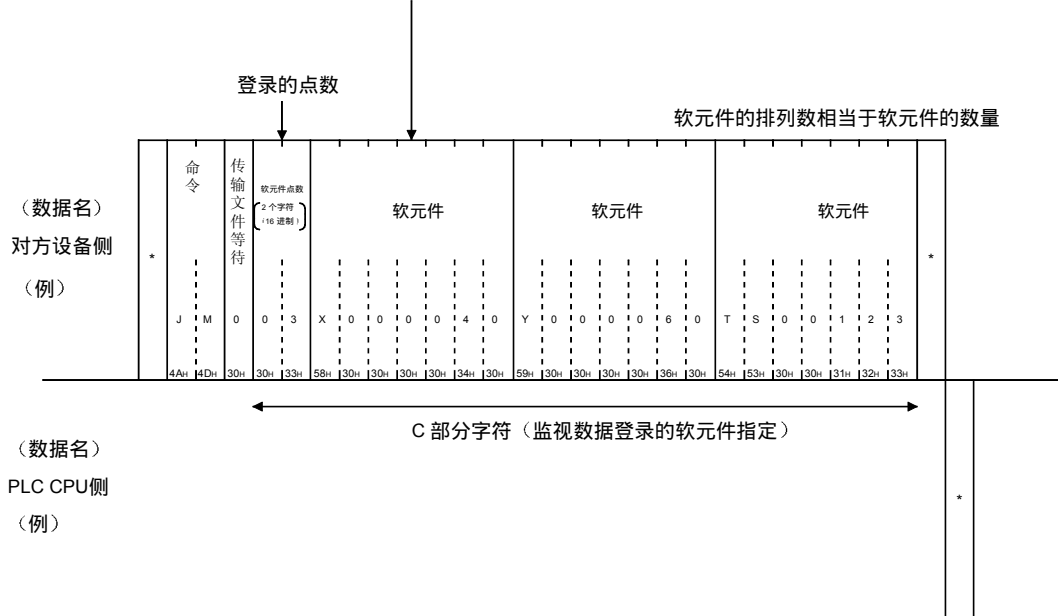 登录的点数
软元件的排列数相当于软元件的数量
（数据名）
对方设备侧
（例）
*
命令
传输文件等待
软元件点数
2 个字符
（16 进制）
软元件
软元件
软元件
*
J M 0 0 3 X 0 0 0 0 4 0 Y 0 0 0 0 6 0 T S 0 0 1 2 3
4AH 4DH 30H 30H 33H 58H 30H 30H 30H 30H 34H 30H 59H 30H 30H 30H 30H 36H 30H 54H 53H 30H 30H 31H 32H 33H
C 部分字符（监视数据登录的软元件指定）
（数据名）
PLC CPU侧
（例）
*